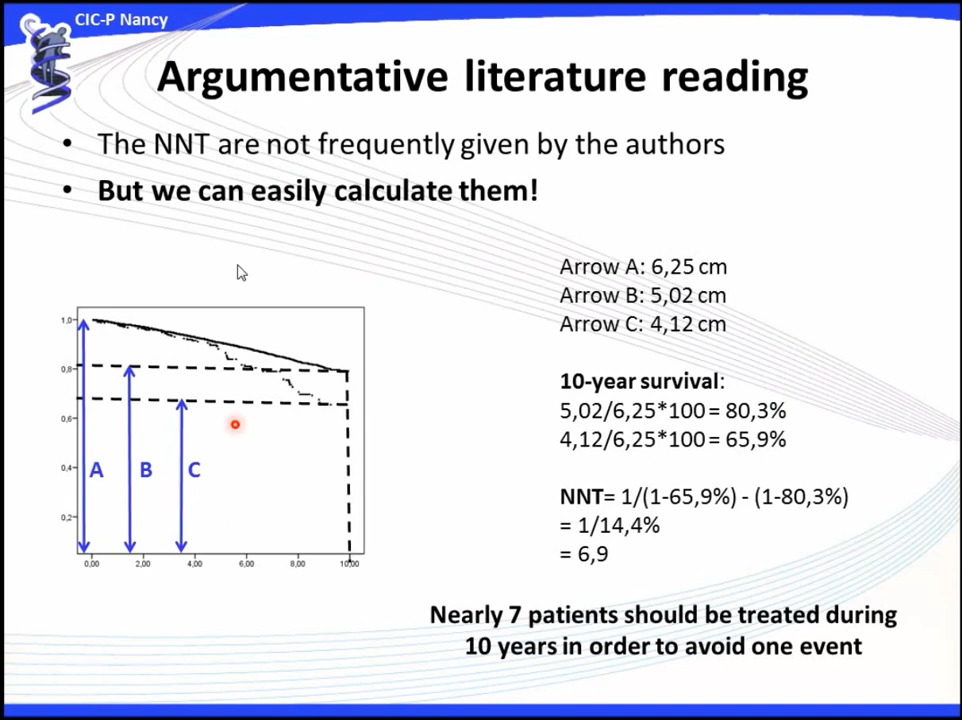 CIC-P Nancy
Argumentative literature reading
• The NNT are not frequently given by the authors
• But we can easily calculate them!
Arrow A: 6,25 cm
Arrow B: 5,02 cm
Arrow C: 4,12 cm
10-year survival:
5,02/6,25*100 = 80,3%
4,12/6,25*100 = 65,9%
NNT= 1/(1-65,9%) - (1-80,3%)
= 1/14,4%
= 6,9
1,0
0,8
0,6
0,4
0,2
A B C
0,00 2,00 4,00 6,00 8,00 10,00
Nearly 7 patients should be treated during
10 years in order to avoid one event